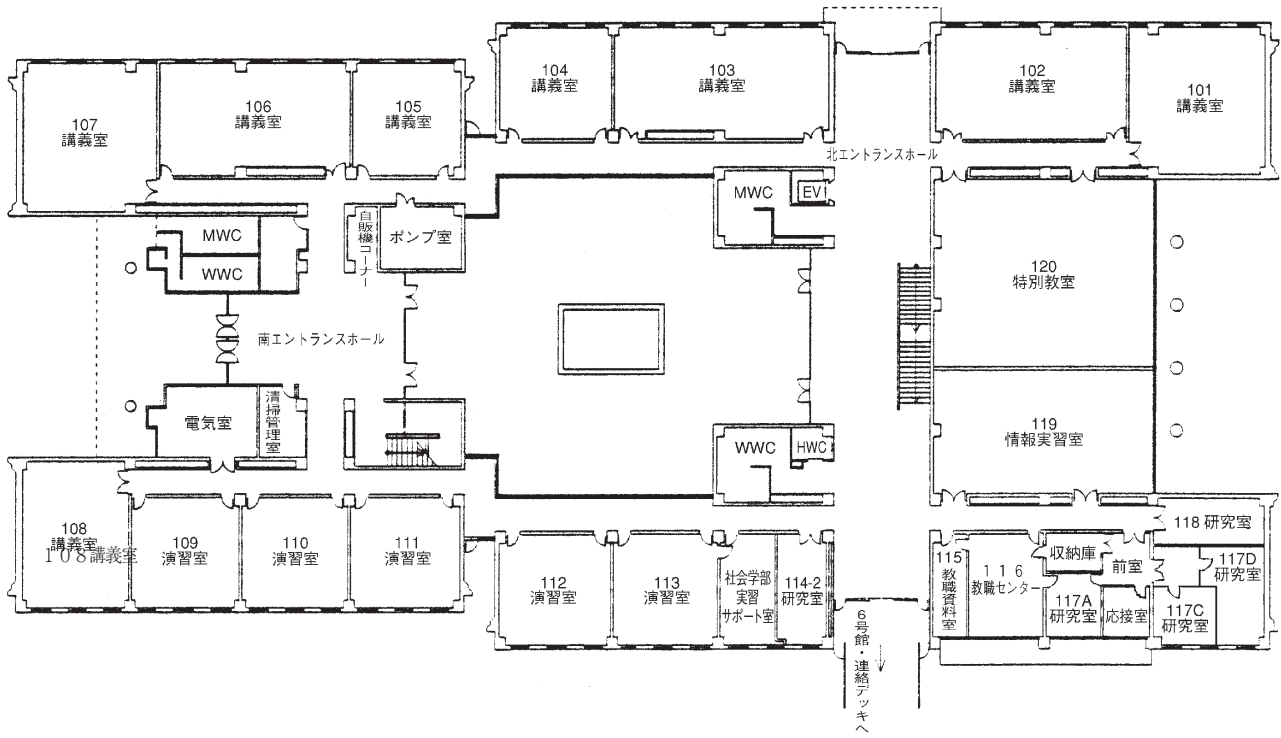 104
講義室
103
講義室
102
講義室
101
講義室
107
講義室
106
講義室
105
講義室
北エントランスホール
MWC
EV
MWC
WWC
自販機コーナー
ポンプ室
120
特別教室
南エントランスホール
電気室
清掃管理室
WWC
HWC
119
情報実習室
108
講義室
108講義室
109
演習室
110
演習室
111
演習室
112
演習室
113
演習室
社会学部
実習
サポート室
114-2
研究室
6号館・連絡デッキへ
115
教職資料室
116
教職センター
収納庫
前室
117A
研究室
応接室
118 研究室
117D
研究室
117C
研究室